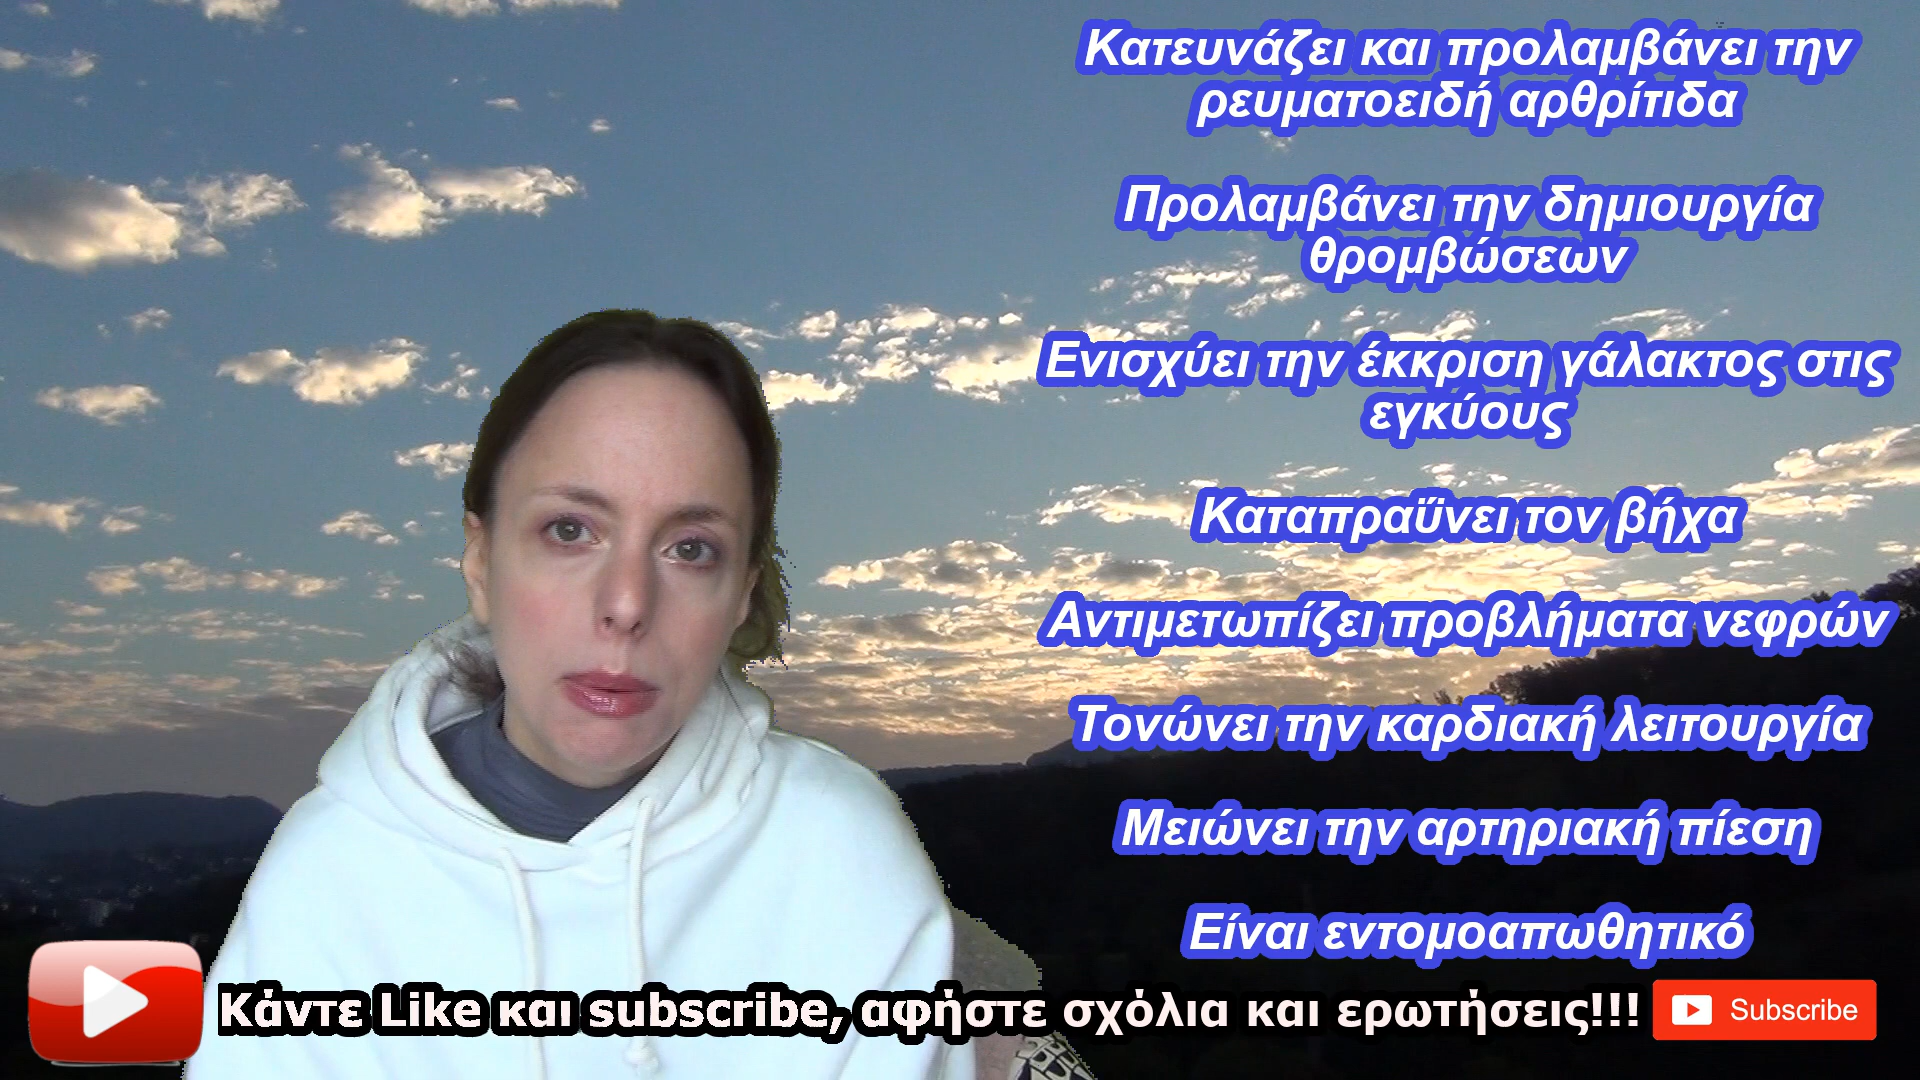 Κατευνάζει και προλαμβάνει την
ρευματοειδή αρθρίτιδα
Προλαμβάνει την δημιουργία
θρομβώσεων
Ενισχύει την έκκριση γάλακτος στις
εγκύους
Καταπραΰνει τον βήχα
Αντιμετωπίζει προβλήματα νεφρών
Τονώνει την καρδιακή λειτουργία
Μειώνει την αρτηριακή πίεση
Είναι εντομοαπωθητικό
Κάντε Like και subscribe, αφήστε σχόλια και ερωτήσεις!!!
Subscribe